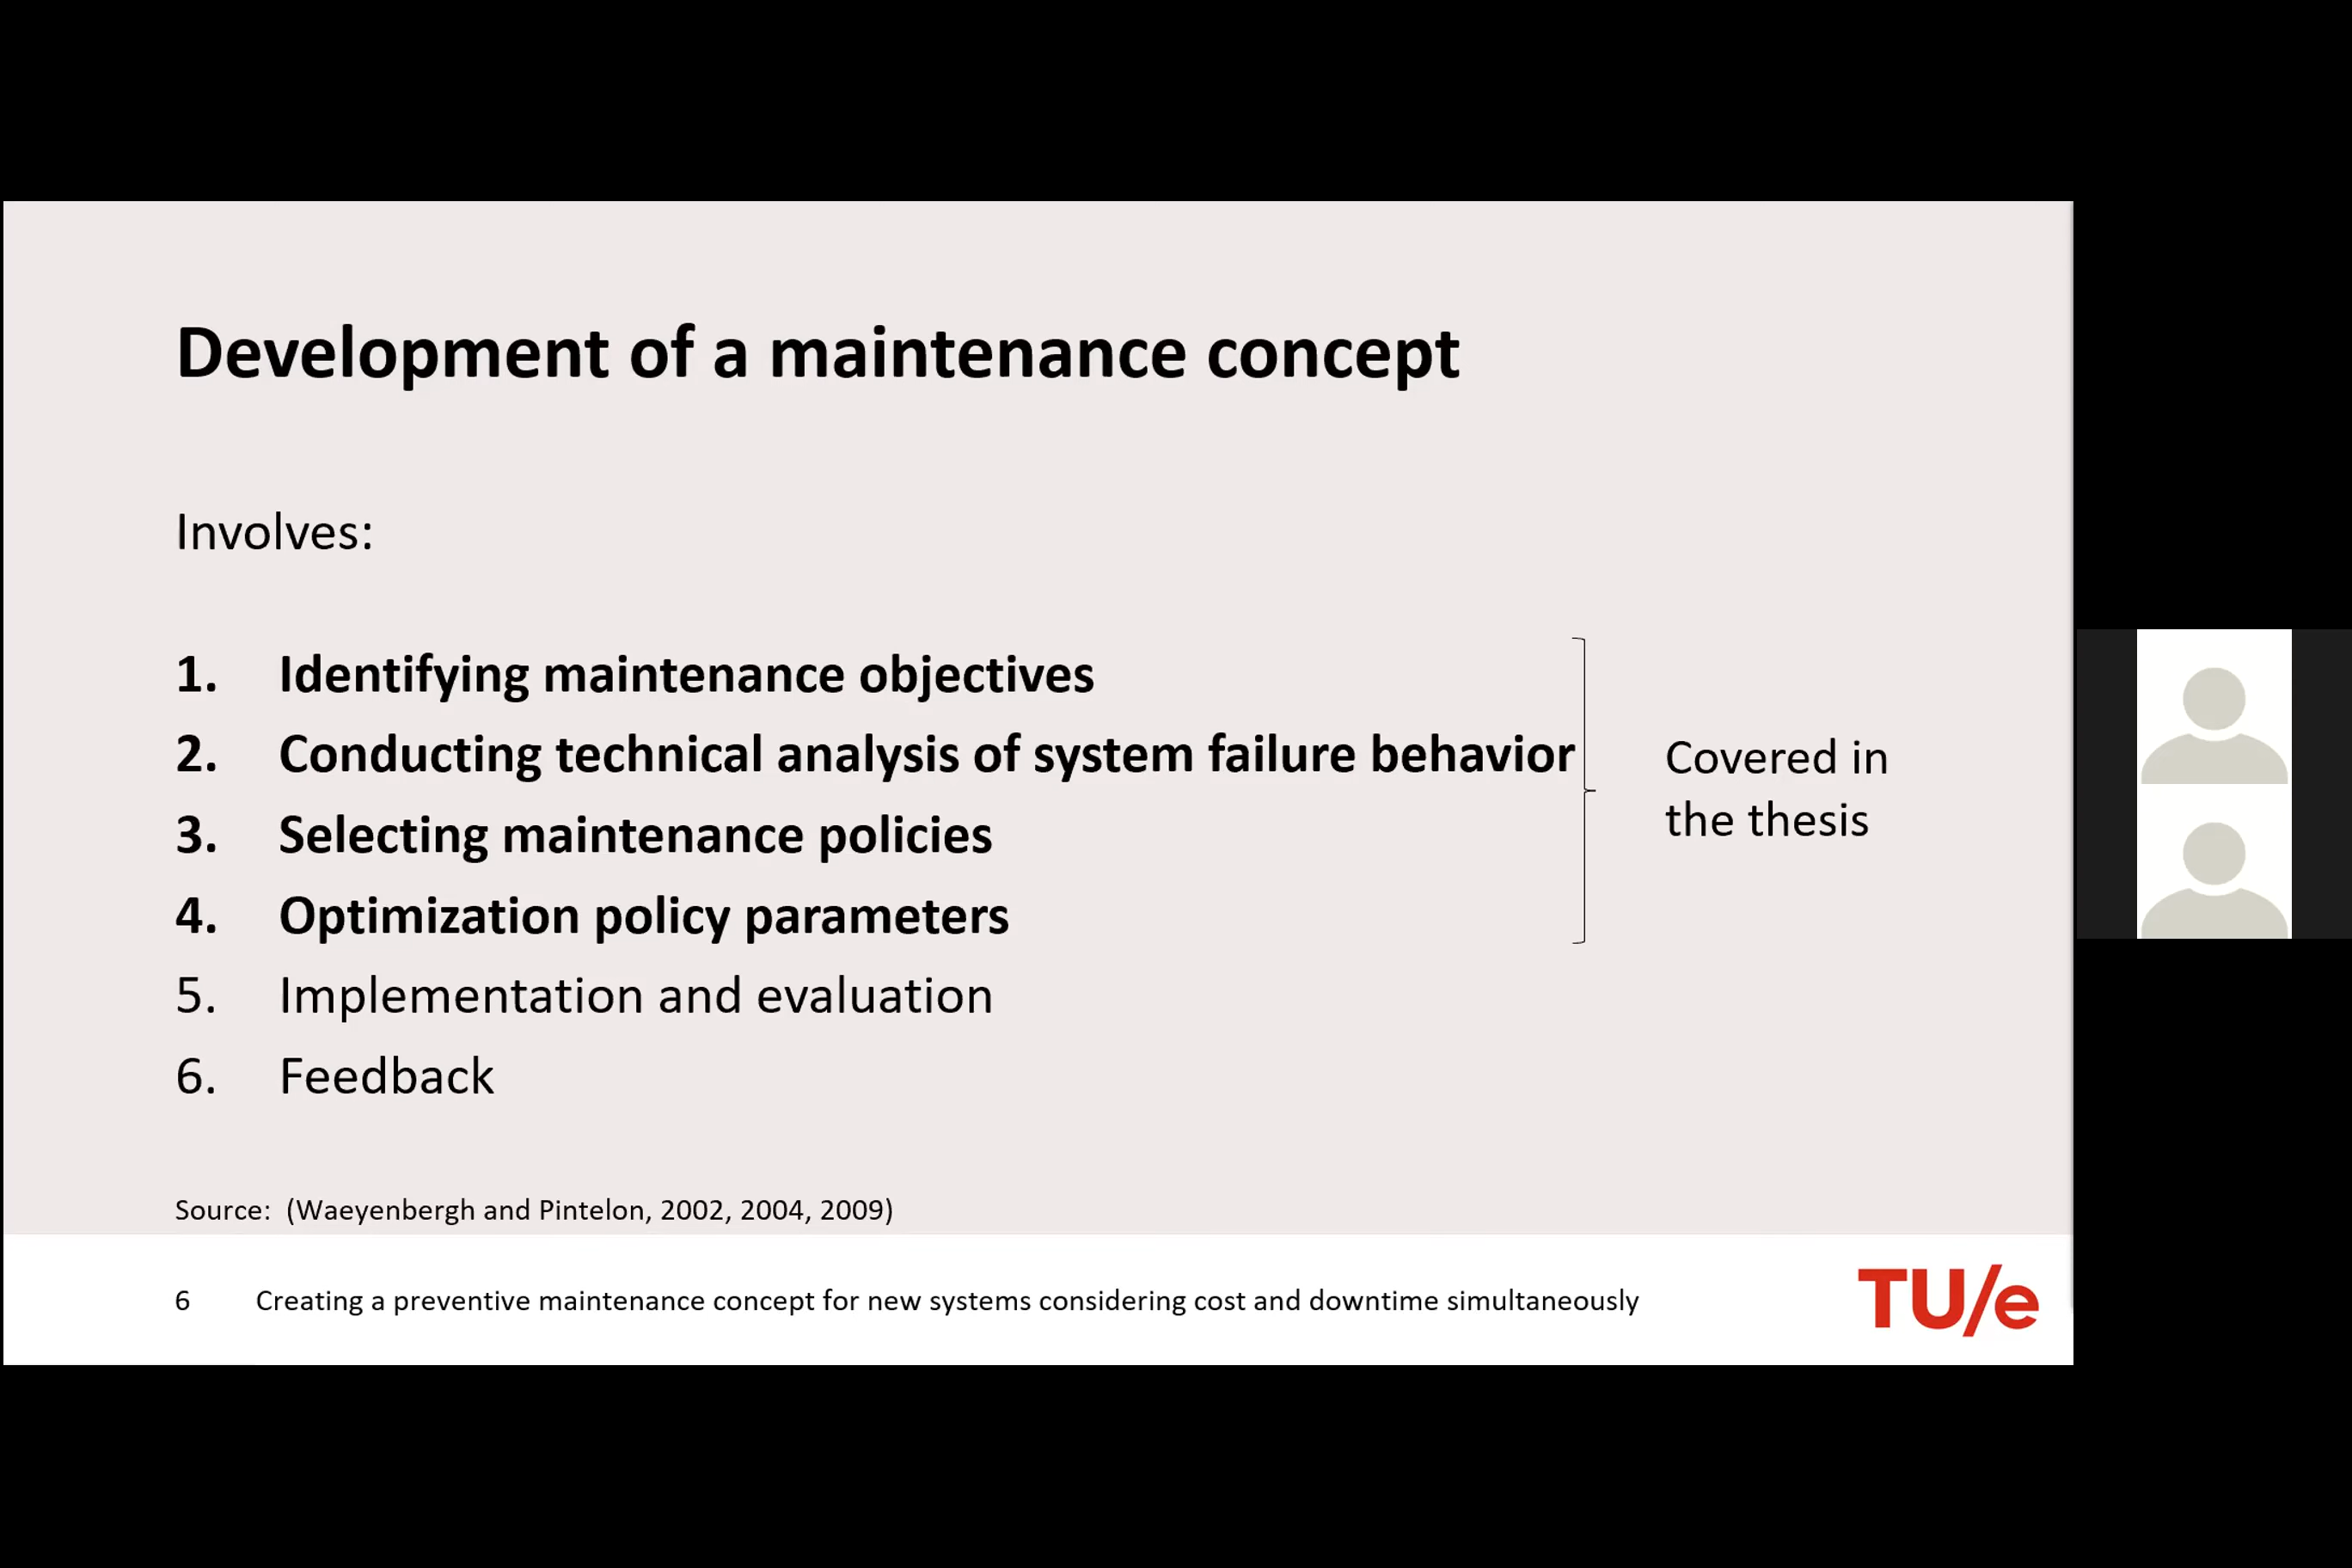 Development of a maintenance concept
Involves:
1. Identifying maintenance objectives
2. Conducting technical analysis of system failure behavior
3. Selecting maintenance policies
4. Optimization policy parameters
5. Implementation and evaluation
6. Feedback
Covered in
the thesis
Source: (Waeyenbergh and Pintelon, 2002, 2004, 2009)
6 Creating a preventive maintenance concept for new systems considering cost and downtime simultaneously
TU/e